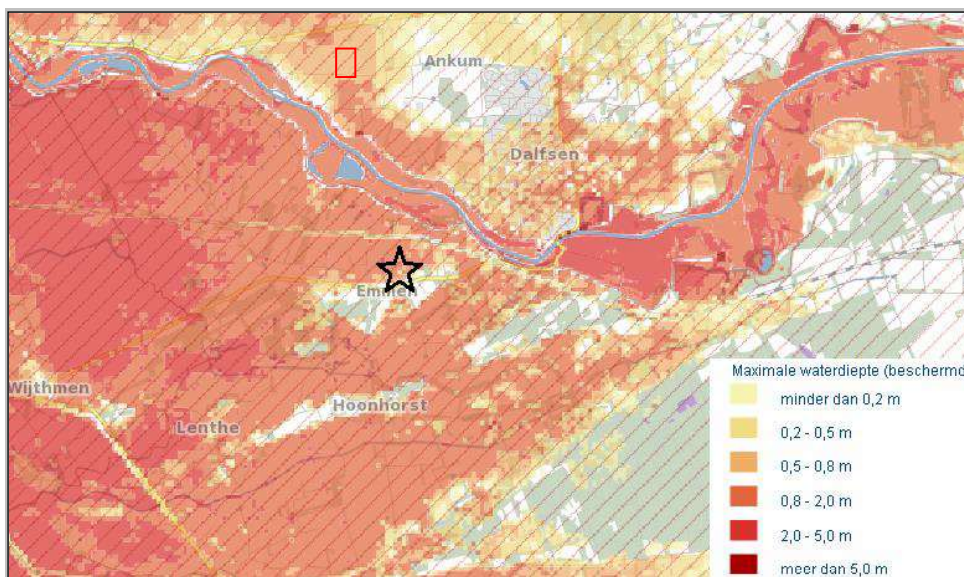 Ankum
Dalfsen
Emmen
Wijthmen
Hoonhorst
Lenthe
Maximale waterdiepte (beschermd
minder dan 0,2 m
0,2 - 0,5 m
0,5 - 0,8 m
0,8 - 2,0 m
2,0 - 5,0 m
meer dan 5,0 m